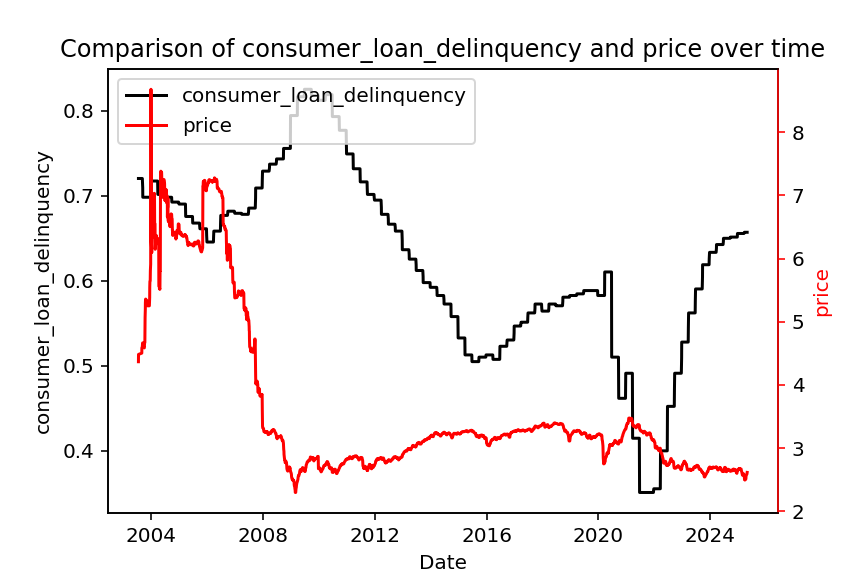 Comparison of consumer_loan_delinquency and price over time
consumer_loan_delinquency
price
0.8
0.7
0.6
0.5
0.4
consumer_loan_delinquency
8
7
6
5
4
3
2
price
2004 2008 2012 2016 2020 2024
Date